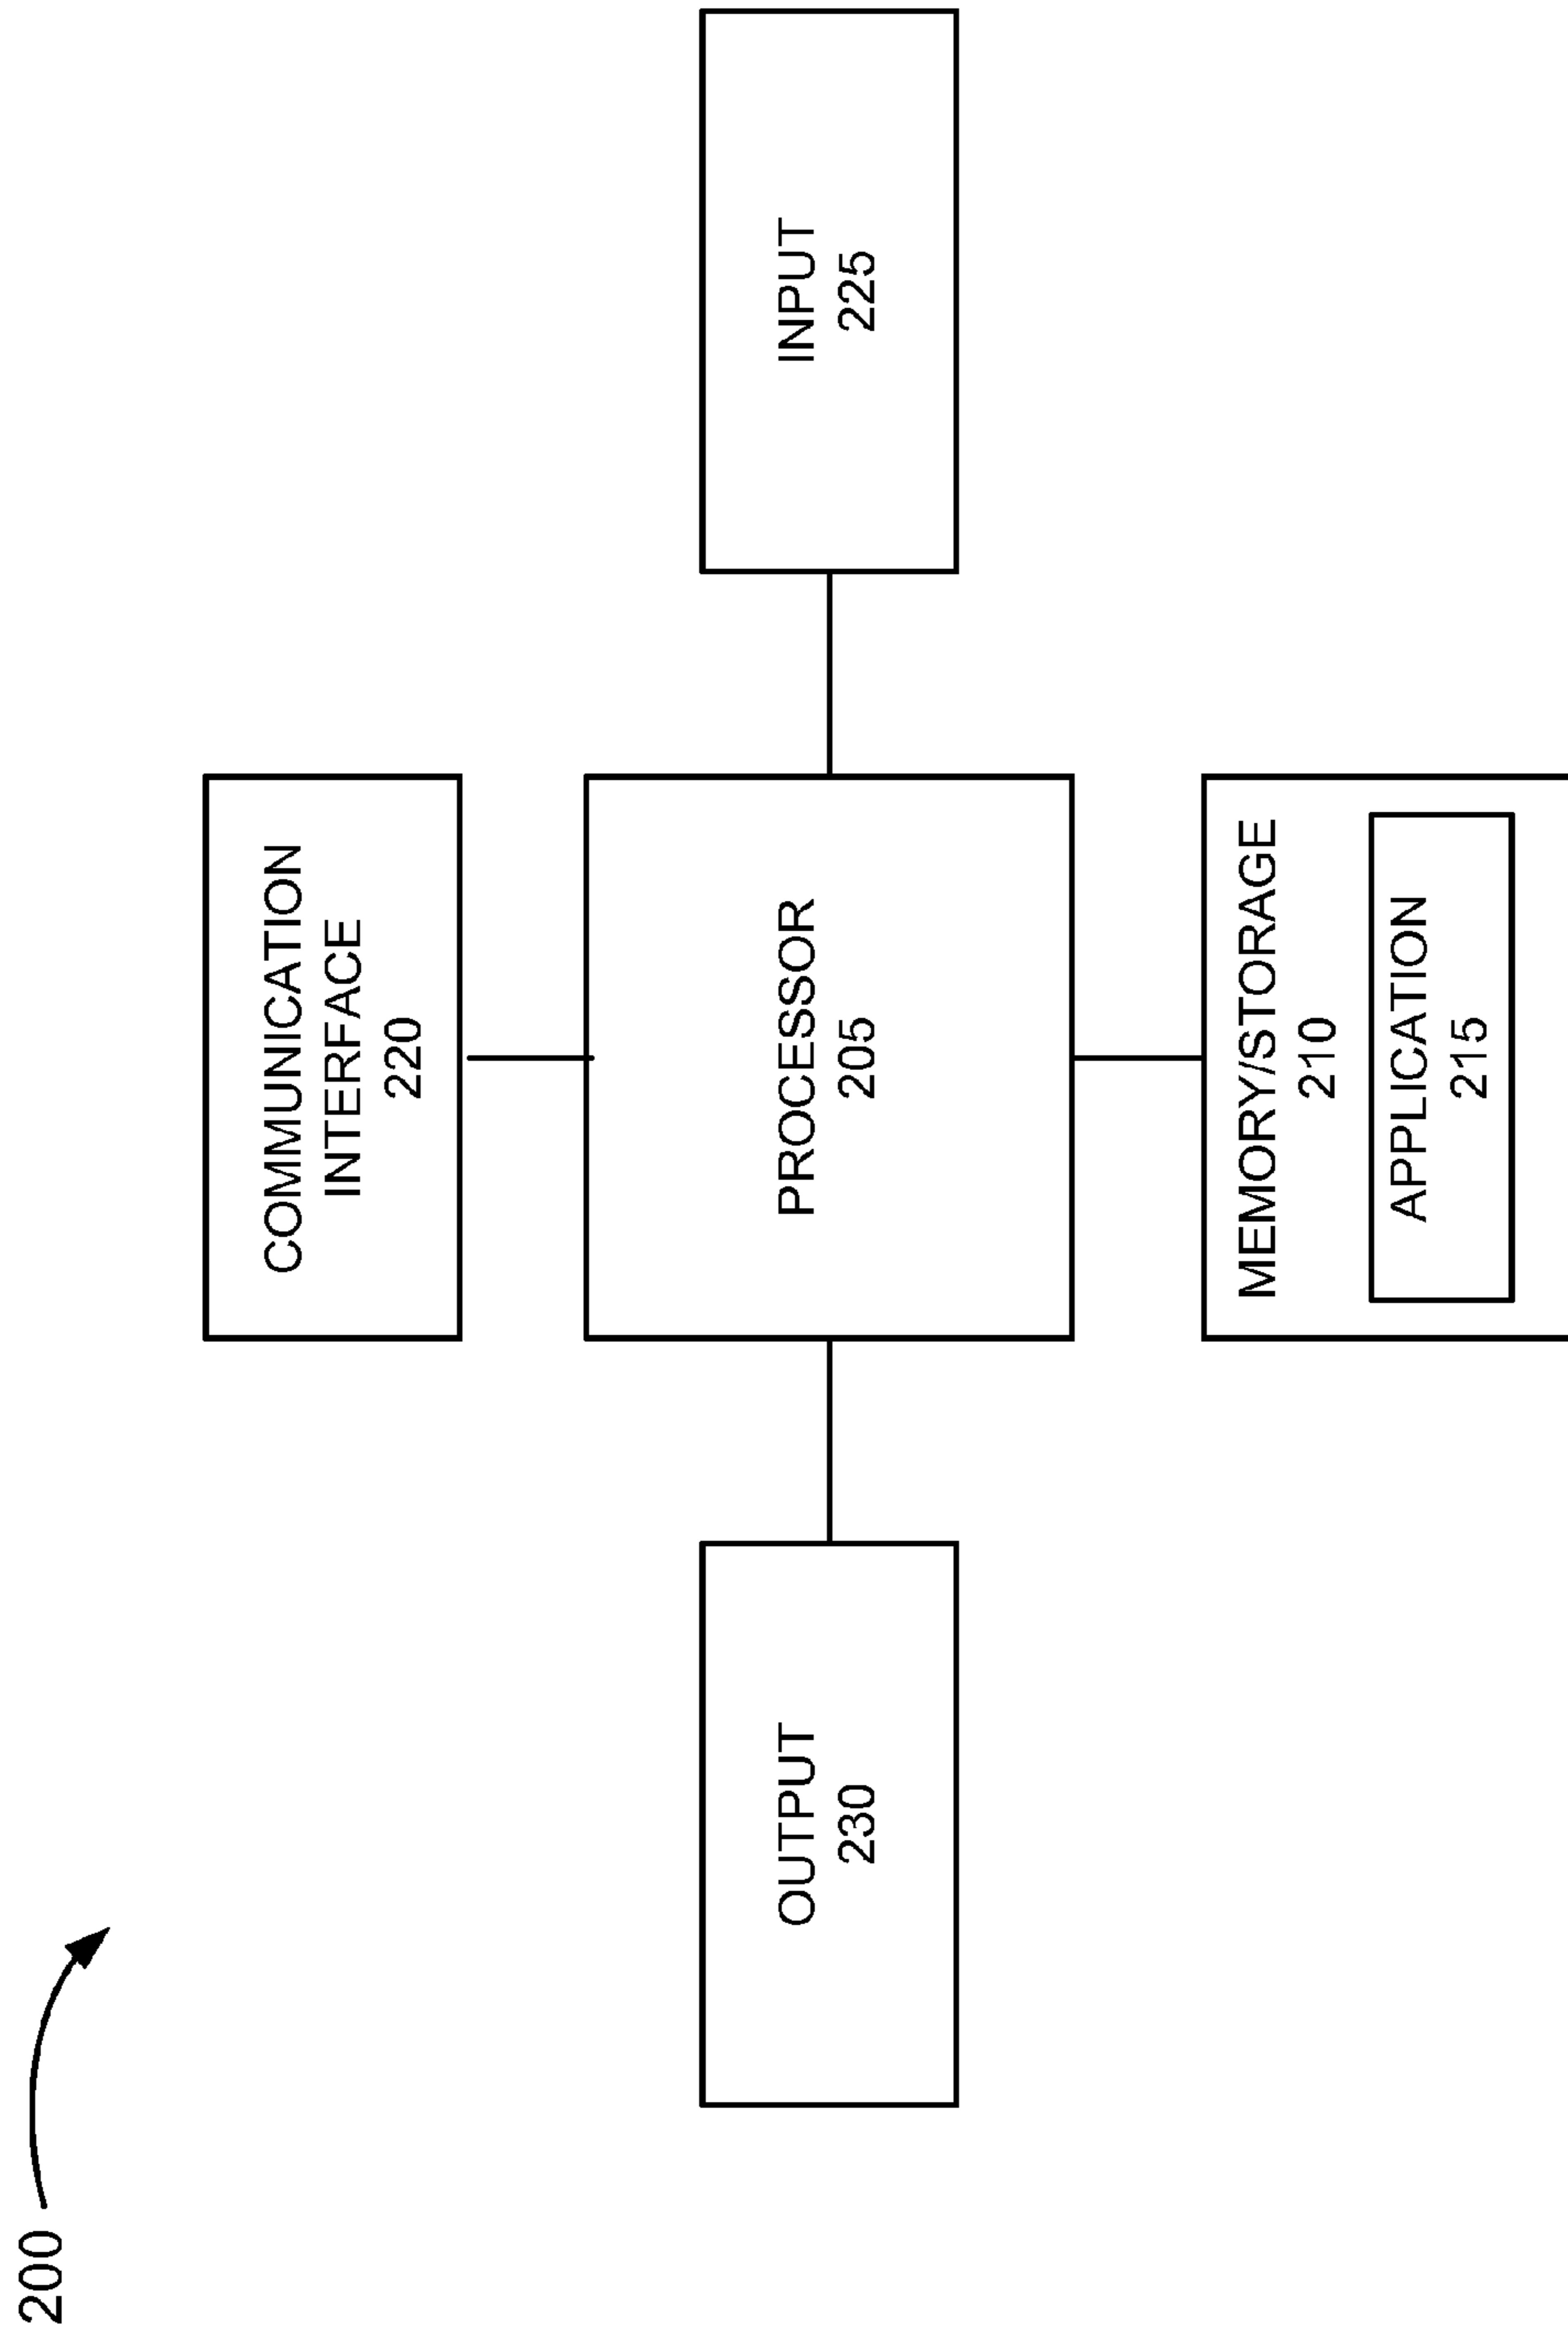 200
COMMUNICATION
INTERFACE
220
OUTPUT
230
PROCESSOR
205
INPUT
225
MEMORY/STORAGE
210
APPLICATION
215